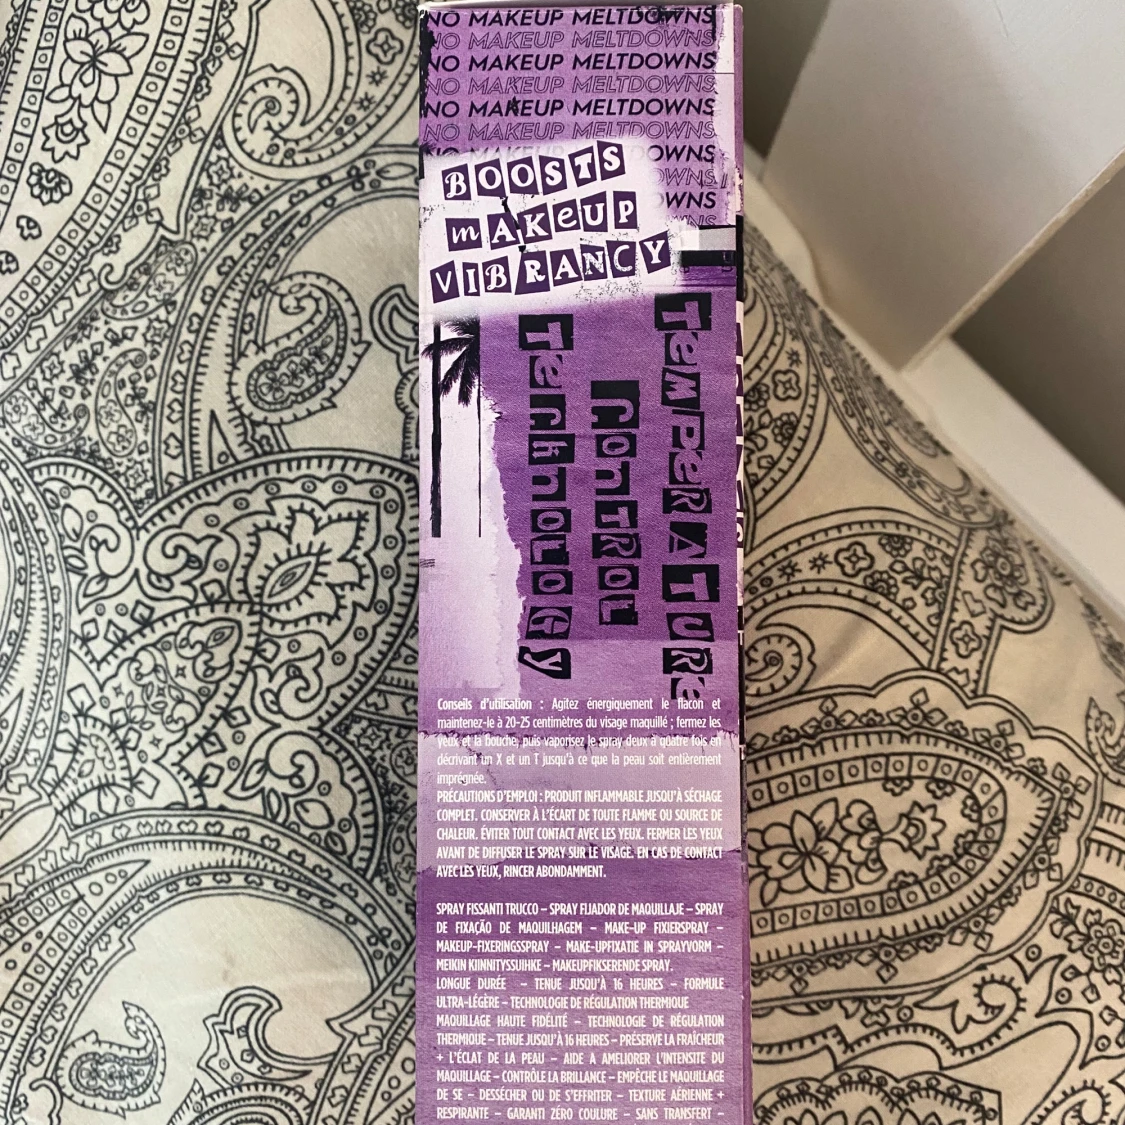 NO MAKEUP MELTDOWNS
NO MAKEUP MELTDOWNS
NO MAKEUP MELTDOWNS
NO MAKEUP MELTDOWNS
NO MAKEUP MELTDOWNS
NO MAKEUP MELTDOWNS
NO MAKEUP MELTDOWNS
DOWNS
DOWNS
DOWNS
BOOSTS
mAKeUP
VIBRANCY
TeMPeRATURe
CONTROL
TechnOLOGy
Conseils d'utilisation : Agitez énergiquement le flacon et
maintenez-le à 20-25 centimètres du visage maquillé ; fermez les
yeux et la bouche, puis vaporisez le spray deux à quatre fois en
décrivant un X et un T jusqu'à ce que la peau soit entièrement
imprégnée.
PRÉCAUTIONS D'EMPLOI : PRODUIT INFLAMMABLE JUSQU'À SÉCHAGE
COMPLET. CONSERVER À L'ÉCART DE TOUTE FLAMME OU SOURCE DE
CHALEUR. ÉVITER TOUT CONTACT AVEC LES YEUX. FERMER LES YEUX
AVANT DE DIFFUSER LE SPRAY SUR LE VISAGE. EN CAS DE CONTACT
AVEC LES YEUX, RINCER ABONDAMMENT.
SPRAY FISSANTI TRUCCO – SPRAY FIJADOR DE MAQUILLAJE – SPRAY
DE FIXAÇÃO DE MAQUILHAGEM – MAKE-UP FIXIERSPRAY –
MAKEUP-FIXERINGSSPRAY – MAKE-UPFIXATIE IN SPRAYVORM –
MEIKIN KIINNITYSSUIHKE – MAKEUPFIKSERENDE SPRAY.
LONGUE DURÉE – TENUE JUSQU'À 16 HEURES – FORMULE
ULTRA-LÉGÈRE – TECHNOLOGIE DE RÉGULATION THERMIQUE
MAQUILLAGE HAUTE FIDÉLITÉ – TECHNOLOGIE DE RÉGULATION
THERMIQUE – TENUE JUSQU'À 16 HEURES – PRÉSERVE LA FRAÎCHEUR
+ L'ÉCLAT DE LA PEAU – AIDE A AMELIORER L'INTENSITE DU
MAQUILLAGE – CONTRÔLE LA BRILLANCE – EMPÊCHE LE MAQUILLAGE
DE SE – DESSÉCHER OU DE S'EFFRITER – TEXTURE AÉRIENNE +
RESPIRANTE – GARANTI ZÉRO COULURE – SANS TRANSFERT –